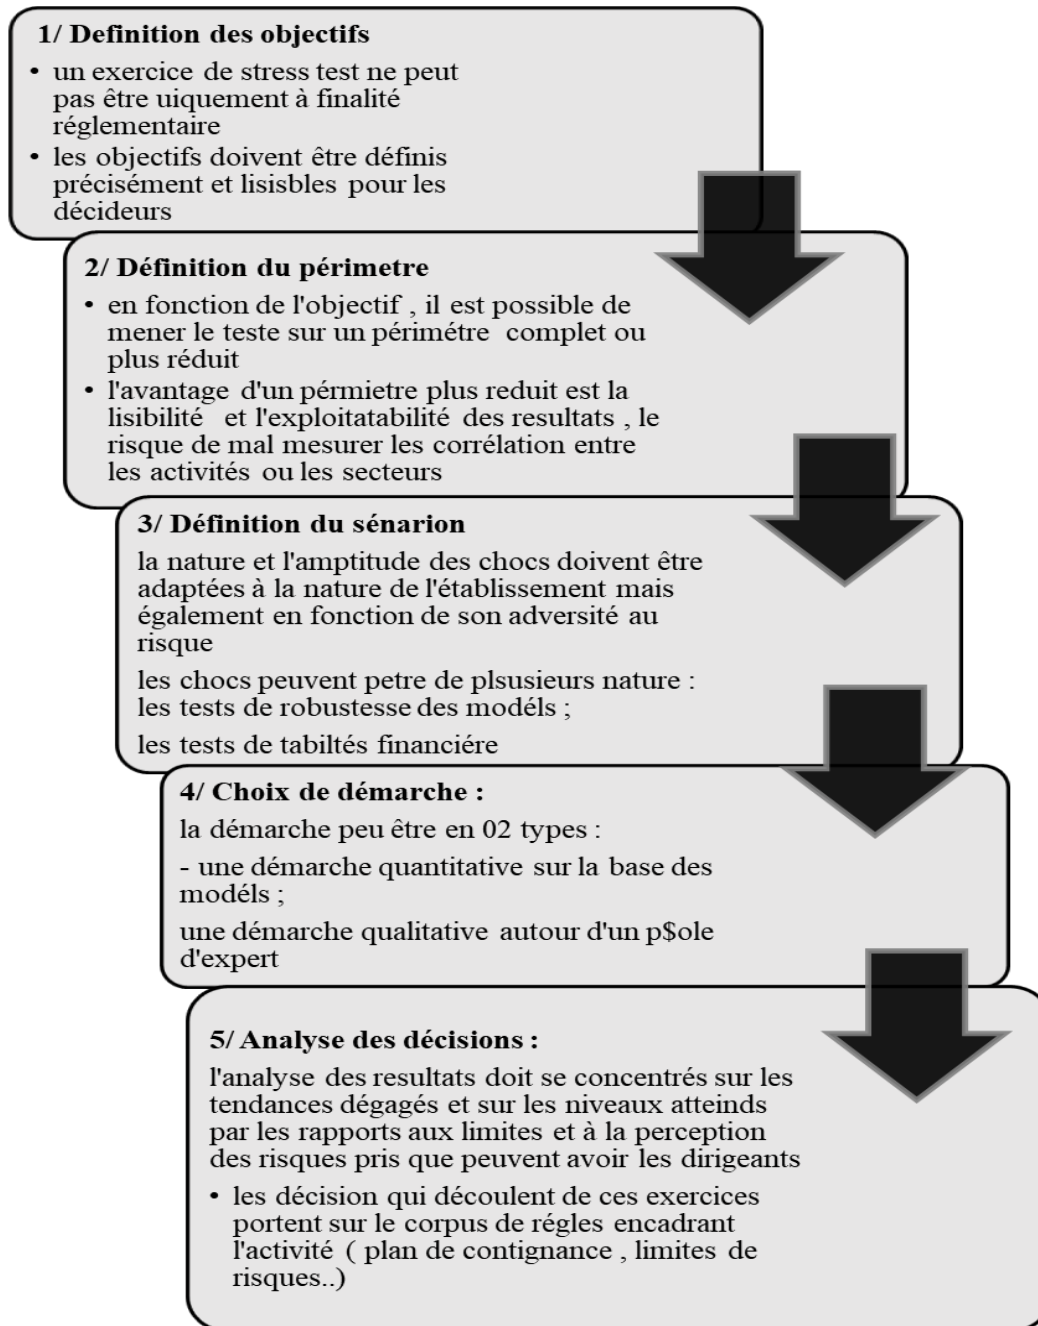 1/ Definition des objectifs
• un exercice de stress test ne peut
pas être uiquement à finalité
réglementaire
• les objectifs doivent être définis
précisément et lisisbles pour les
décideurs
2/ Définition du périmetre
• en fonction de l'objectif , il est possible de
mener le teste sur un périmétre complet ou
plus réduit
• l'avantage d'un pérmietre plus reduit est la
lisibilité et l'exploitatabilité des resultats , le
risque de mal mesurer les corrélation entre
les activités ou les secteurs
3/ Définition du sénarion
la nature et l'amptitude des chocs doivent être
adaptées à la nature de l'établissement mais
également en fonction de son adversité au
risque
les chocs peuvent petre de plsusieurs nature :
les tests de robustesse des modéls ;
les tests de tabiltés financiére
4/ Choix de démarche :
la démarche peu être en 02 types :
- une démarche quantitative sur la base des
modéls ;
une démarche qualitative autour d'un p$ole
d'expert
5/ Analyse des décisions :
l'analyse des resultats doit se concentrés sur les
tendances dégagés et sur les niveaux atteinds
par les rapports aux limites et à la perception
des risques pris que peuvent avoir les dirigeants
• les décision qui découlent de ces exercices
portent sur le corpus de régles encadrant
l'activité ( plan de contignance , limites de
risques..)